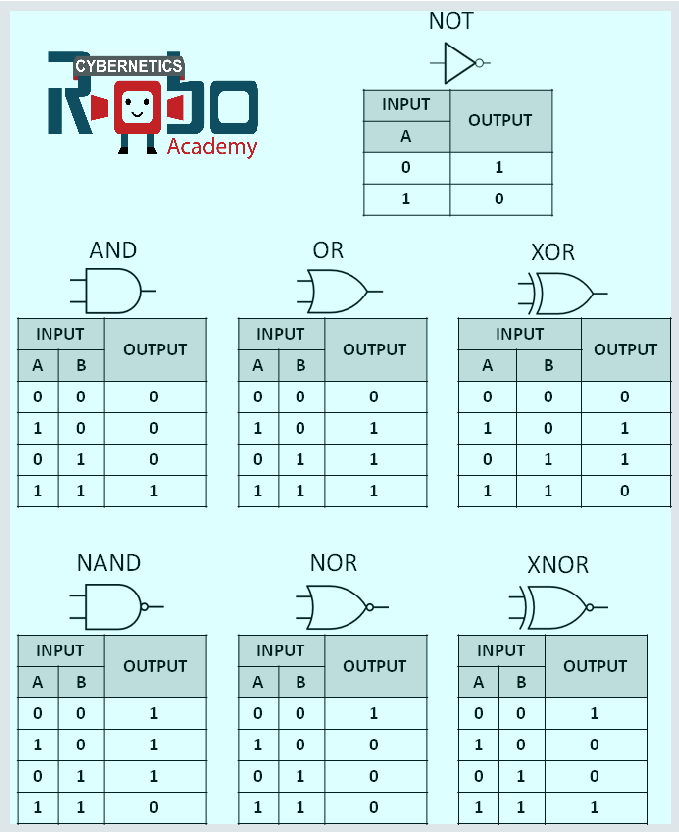 CYBERNETICS
Robo
Academy
NOT
INPUT OUTPUT
A
0 1
1 0
AND
INPUT OUTPUT
A B
0 0 0
1 0 0
0 1 0
1 1 1
OR
INPUT OUTPUT
A B
0 0 0
1 0 1
0 1 1
1 1 1
XOR
INPUT OUTPUT
A B
0 0 0
1 0 1
0 1 1
1 1 0
NAND
INPUT OUTPUT
A B
0 0 1
1 0 1
0 1 1
1 1 0
NOR
INPUT OUTPUT
A B
0 0 1
1 0 0
0 1 0
1 1 0
XNOR
INPUT OUTPUT
A B
0 0 1
1 0 0
0 1 0
1 1 1